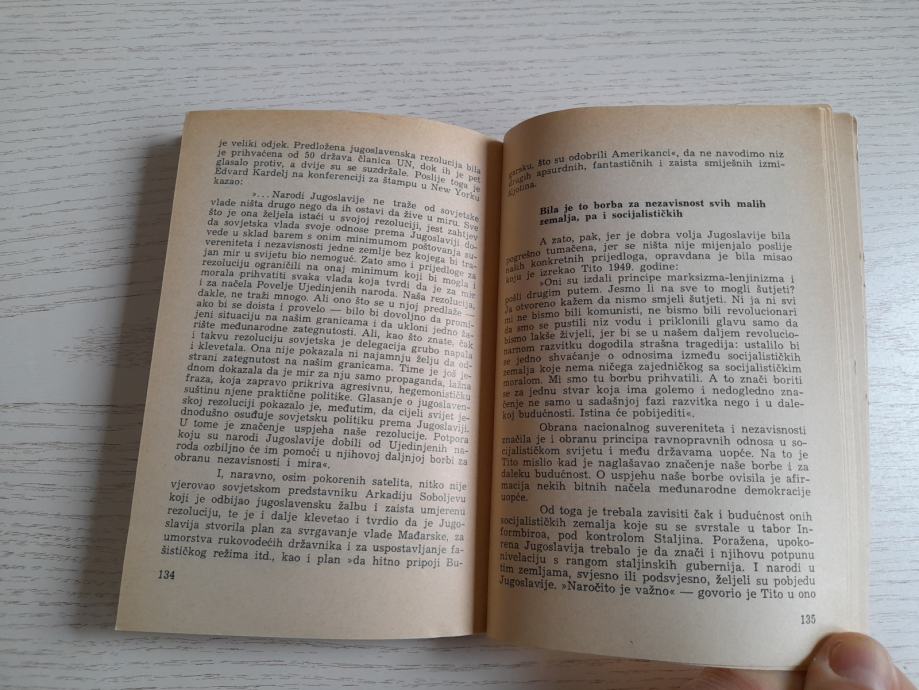 je veliki odjek. Predložena jugoslavenska rezolucija bila
je prihvaćena od 50 država članica UN, dok ih je pet
glasalo protiv, a dvije su se suzdržale. Poslije toga je
Edvard Kardelj na konferenciji za štampu u New Yorku
kazao:
»...Narodi Jugoslavije ne traže od sovjetske
vlade ništa drugo nego da ih ostavi da žive u miru. Sve
što je ona željela istaći u svojoj rezoluciji, jest zahtjev
da sovjetska vlada svoje odnose prema Jugoslaviji do-
vede u sklad barem s onim minimumom poštovanja su-
vereniteta i nezavisnosti jedne zemlje bez kojega bi tra-
jan mir u svijetu bio nemoguć. Zato smo i prijedloge za
rezoluciju ograničili na onaj minimum koji bi mogla i
morala prihvatiti svaka vlada koja tvrdi da je za mir
i za načela Povelje Ujedinjenih naroda. Naša rezolucija,
dakle, ne traži mnogo. Ali ono što se u njoj predlaže —
ako bi se doista i provelo — bilo bi dovoljno da promi-
jeni situaciju na našim granicama i da ukloni jedno ža-
rište međunarodne zategnutosti. Ali, kao što znate, čak
i takvu rezoluciju sovjetska je delegacija grubo napala
i klevetala. Ona nije pokazala ni najamnju želju da od-
strani zategnutost na našim granicama. Time je još je-
dnom dokazala da je mir za nju samo propaganda, lažna
fraza, koja zapravo prikriva agresivnu, hegemonističku
suštinu njene praktične politike. Glasanje o jugoslaven-
skoj rezoluciji pokazalo je, međutim, da cijeli svijet je-
dnodušno osuđuje sovjetsku politiku prema Jugoslaviji.
U tome je značenje uspjeha naše rezolucije. Potpora
koju su narodi Jugoslavije dobili od Ujedinjenih na-
roda ozbiljno će im pomoći u njihovoj daljnjoj borbi za
obranu nezavisnosti i mira«.
I, naravno, osim pokorenih satelita, nitko nije
vjerovao sovjetskom predstavniku Arkadiju Soboljevu
koji je odbijao jugoslavensku žalbu i zaista umjerenu
rezoluciju, te je i dalje klevetao i tvrdio da je Jugo-
slavija stvorila plan za svrgavanje vlade Mađarske, za
umorstva rukovodećih državnika i za uspostavljanje fa-
šističkog režima itd., kao i plan »da hitno pripoji Bu-
134
garsku, što su odobrili Amerikanci«, da ne navodimo niz
drugih apsurdnih, fantastičnih i zaista smiješnih izmi-
šljotina.
Bila je to borba za nezavisnost svih malih
zemalja, pa i socijalističkih
A zato, pak, jer je dobra volja Jugoslavije bila
pogrešno tumačena, jer se ništa nije mijenjalo poslije
naših konkretnih prijedloga, opravdana je bila misao
koju je izrekao Tito 1949. godine:
»Oni su izdali principe marksizma-lenjinizma i
pošli drugim putem. Jesmo li na sve to mogli šutjeti?
Ja otvoreno kažem da nismo smjeli šutjeti. Ni ja ni svi
mi ne bismo bili komunisti, ne bismo bili revolucionari
da smo se pustili niz vodu i priklonili glavu samo da
bismo lakše živjeli, jer bi se u našem daljem revolucio-
narnom razvitku dogodila strašna tragedija: ustalilo bi
se jedno shvaćanje o odnosima između socijalističkih
zemalja koje nema ničega zajedničkog sa socijalističkim
moralom. Mi smo tu borbu prihvatili. A to znači boriti
se za jednu stvar koja ima golemo i nedogledno zna-
čenje ne samo u sadašnjoj fazi razvitka nego i u dale-
koj budućnosti. Istina će pobijediti«.
Obrana nacionalnog suvereniteta i nezavisnosti
značila je i obranu principa ravnopravnih odnosa u so-
cijalističkom svijetu i među državama uopće. Na to je
Tito mislio kad je naglašavao značenje naše borbe i za
daleku budućnost. O uspjehu naše borbe ovisila je afir-
macija nekih bitnih načela međunarodne demokracije
uopće.
Od toga je trebala zavisiti čak i budućnost onih
socijalističkih zemalja koje su se svrstale u tabor In-
formbiroa, pod kontrolom Staljina. Poražena, upoko-
rena Jugoslavija trebalo je da znači i njihovu potpunu
nivelaciju s rangom staljinskih gubernija. I narodi u
tim zemljama, svjesno ili podsvjesno, željeli su pobjedu
Jugoslavije. »Naročito je važno« — govorio je Tito u ono
135